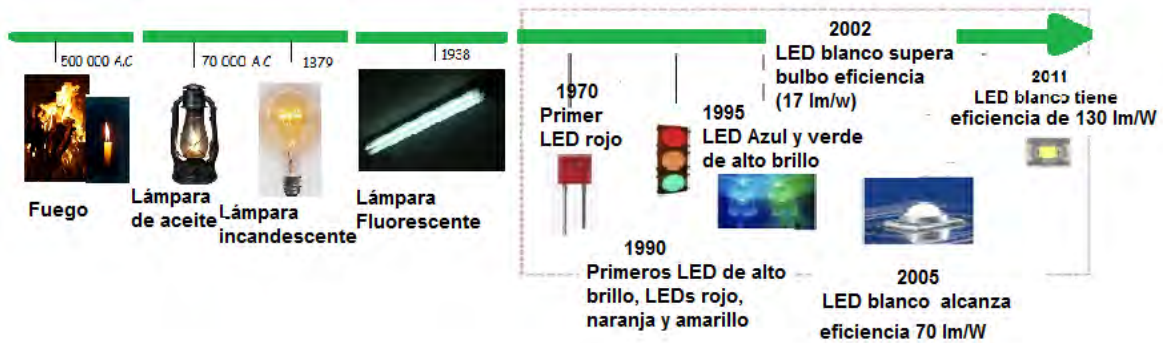 500 000 A.C
70 000 A.C
1879
1938
Fuego
Lámpara
de aceite
Lámpara
incandescente
Lámpara
Fluorescente
1970
Primer
LED rojo
1990
Primeros LED de alto
brillo, LEDs rojo,
naranja y amarillo
1995
LED Azul y verde
de alto brillo
2002
LED blanco supera
bulbo eficiencia
(17 lm/w)
2005
LED blanco alcanza
eficiencia 70 lm/W
2011
LED blanco tiene
eficiencia de 130 lm/W